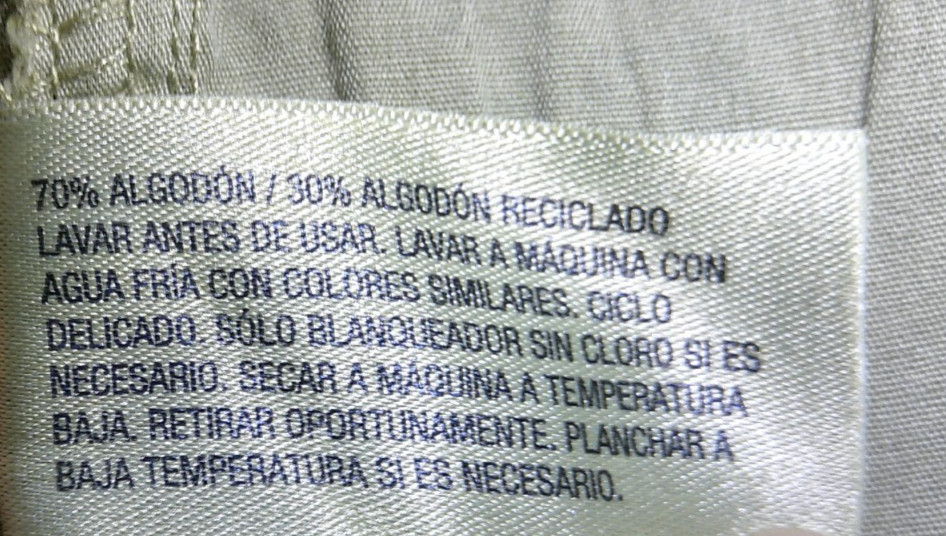 70% ALGODÓN / 30% ALGODÓN RECICLADO
LAVAR ANTES DE USAR. LAVAR A MÁQUINA CON
AGUA FRÍA CON COLORES SIMILARES. CICLO
DELICADO. SÓLO BLANQUEADOR SIN CLORO SI ES
NECESARIO. SECAR A MÁQUINA A TEMPERATURA
BAJA. RETIRAR OPORTUNAMENTE. PLANCHAR A
BAJA TEMPERATURA SI ES NECESARIO.